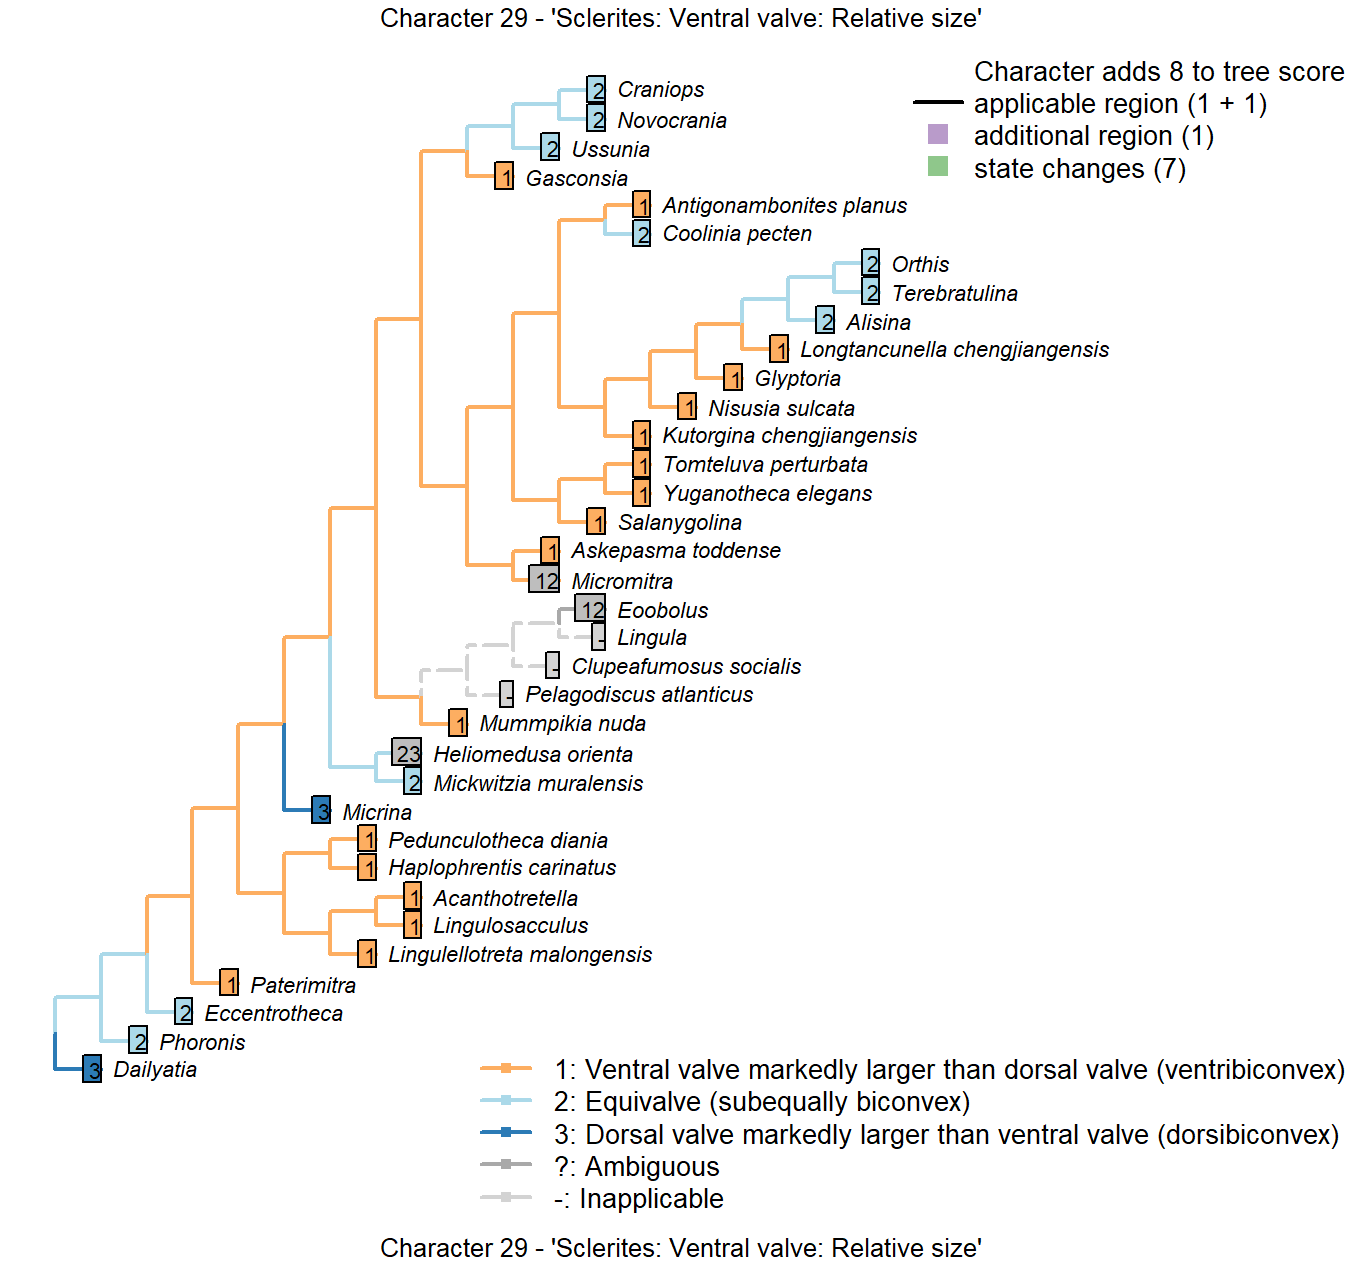 Character 29 - 'Sclerites: Ventral valve: Relative size'
Character adds 8 to tree score
applicable region (1 + 1)
additional region (1)
state changes (7)
2 Craniops
2 Novocrania
2 Ussunia
1 Gasconsia
1 Antigonambonites planus
2 Coolinia pecten
2 Orthis
2 Terebratulina
2 Alisina
1 Longtancunella chengjiangensis
1 Glyptoria
1 Nisusia sulcata
1 Kutorgina chengjiangensis
1 Tomteluva perturbata
1 Yuganotheca elegans
1 Salanygolina
1 Askepasma toddense
12 Micromitra
12 Eoobolus
- Lingula
- Clupeafumosus socialis
- Pelagodiscus atlanticus
1 Mummpikia nuda
23 Heliomedusa orienta
2 Mickwitzia muralensis
3 Micrina
1 Pedunculotheca diania
1 Haplophrentis carinatus
1 Acanthotretella
1 Lingulosacculus
1 Lingulellotreta malongensis
1 Paterimitra
2 Eccentrotheca
2 Phoronis
3 Dailyatia
1: Ventral valve markedly larger than dorsal valve (ventribiconvex)
2: Equivalve (subequally biconvex)
3: Dorsal valve markedly larger than ventral valve (dorsibiconvex)
?: Ambiguous
-: Inapplicable
Character 29 - 'Sclerites: Ventral valve: Relative size'